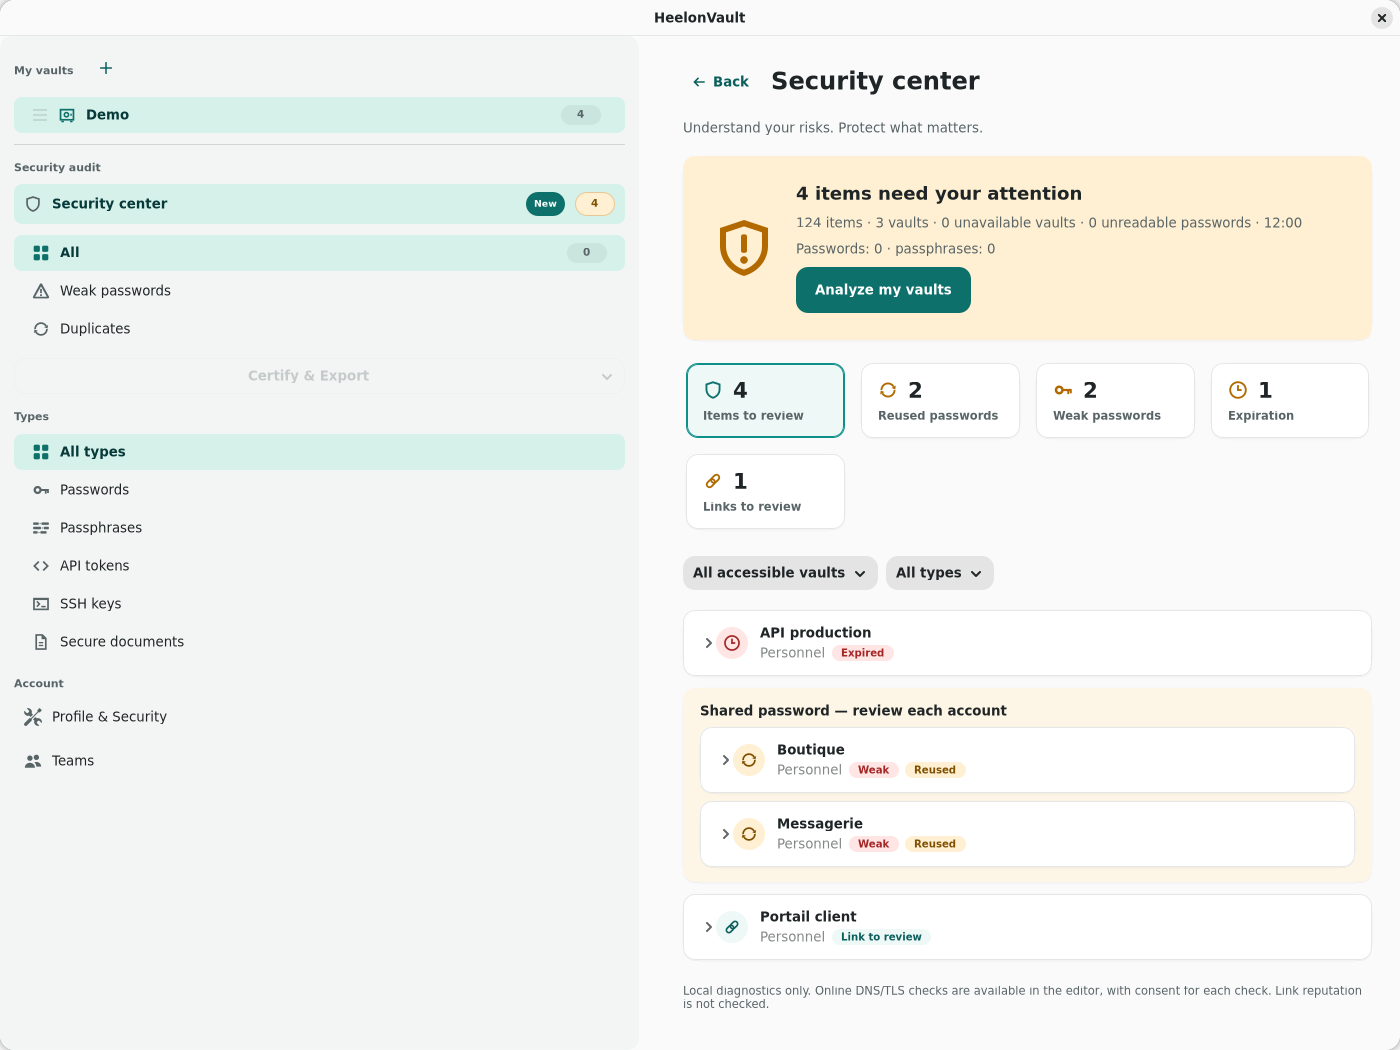 HeelonVault
My vaults
Demo
4
Security audit
Security center
New
4
All
0
Weak passwords
Duplicates
Certify & Export
Types
All types
Passwords
Passphrases
API tokens
SSH keys
Secure documents
Account
Profile & Security
Teams
Back
Security center
Understand your risks. Protect what matters.
4 items need your attention
124 items · 3 vaults · 0 unavailable vaults · 0 unreadable passwords · 12:00
Passwords: 0 · passphrases: 0
Analyze my vaults
4
Items to review
2
Reused passwords
2
Weak passwords
1
Expiration
1
Links to review
All accessible vaults
All types
API production
Personnel Expired
Shared password — review each account
Boutique
Personnel Weak Reused
Messagerie
Personnel Weak Reused
Portail client
Personnel Link to review
Local diagnostics only. Online DNS/TLS checks are available in the editor, with consent for each check. Link reputation
is not checked.